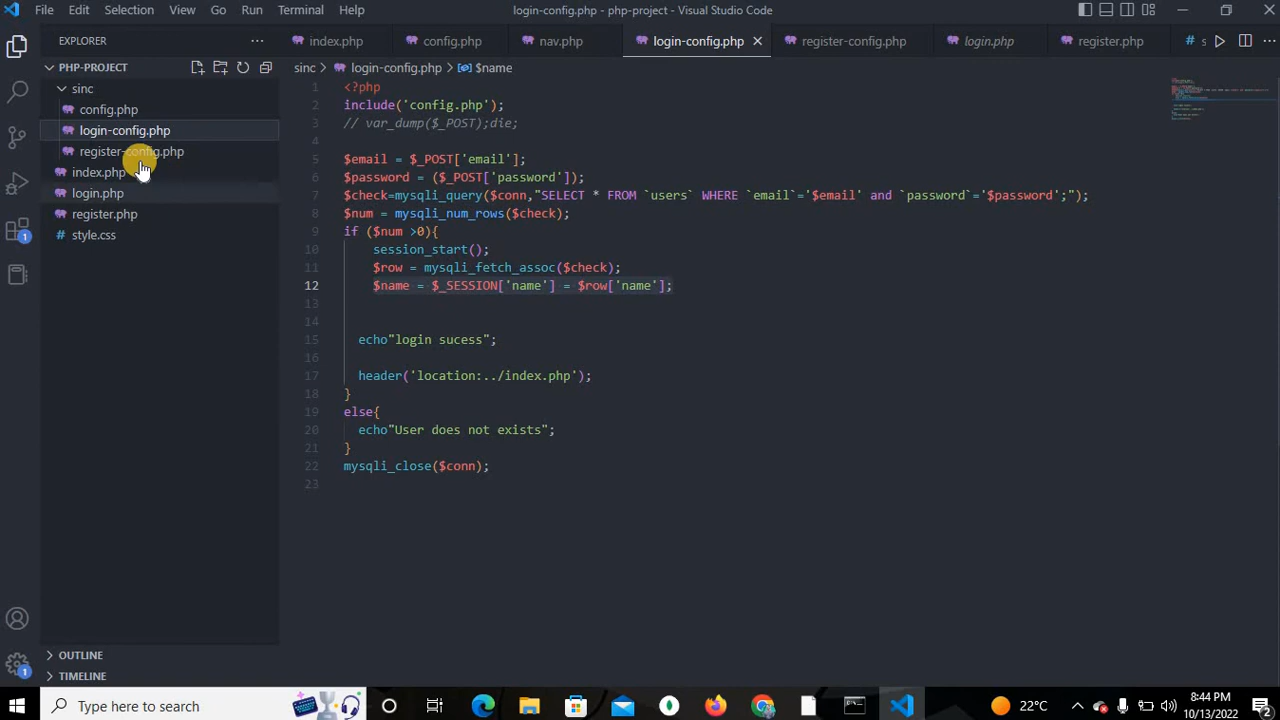 File Edit Selection View Go Run Terminal Help
login-config.php - php-project - Visual Studio Code
EXPLORER
index.php config.php nav.php login-config.php register-config.php login.php register.php s
PHP-PROJECT
sinc login-config.php $name
sinc
config.php
login-config.php
register-config.php
index.php
login.php
register.php
style.css
1 <?php
2 include('config.php');
3 // var_dump($_POST);die;
4
5 $email = $_POST['email'];
6 $password = ($_POST['password']);
7 $check=mysqli_query($conn,"SELECT * FROM `users` WHERE `email`='$email' and `password`='$password';");
8 $num = mysqli_num_rows($check);
9 if ($num >0){
10 session_start();
11 $row = mysqli_fetch_assoc($check);
12 $name = $_SESSION['name'] = $row['name'];
13
14
15 echo"login sucess";
16
17 header('location:../index.php');
18 }
19 else{
20 echo"User does not exists";
21 }
22 mysqli_close($conn);
23
1
1
OUTLINE
TIMELINE
Type here to search
22°C
8:44 PM
10/13/2022
2